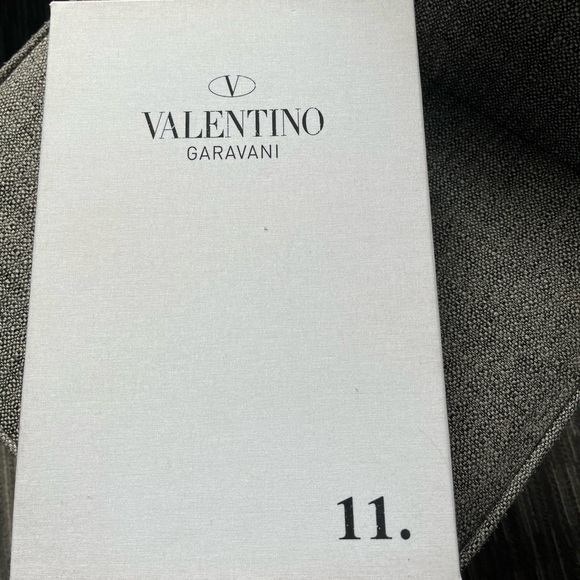 V
VALENTINO
GARAVANI
11.